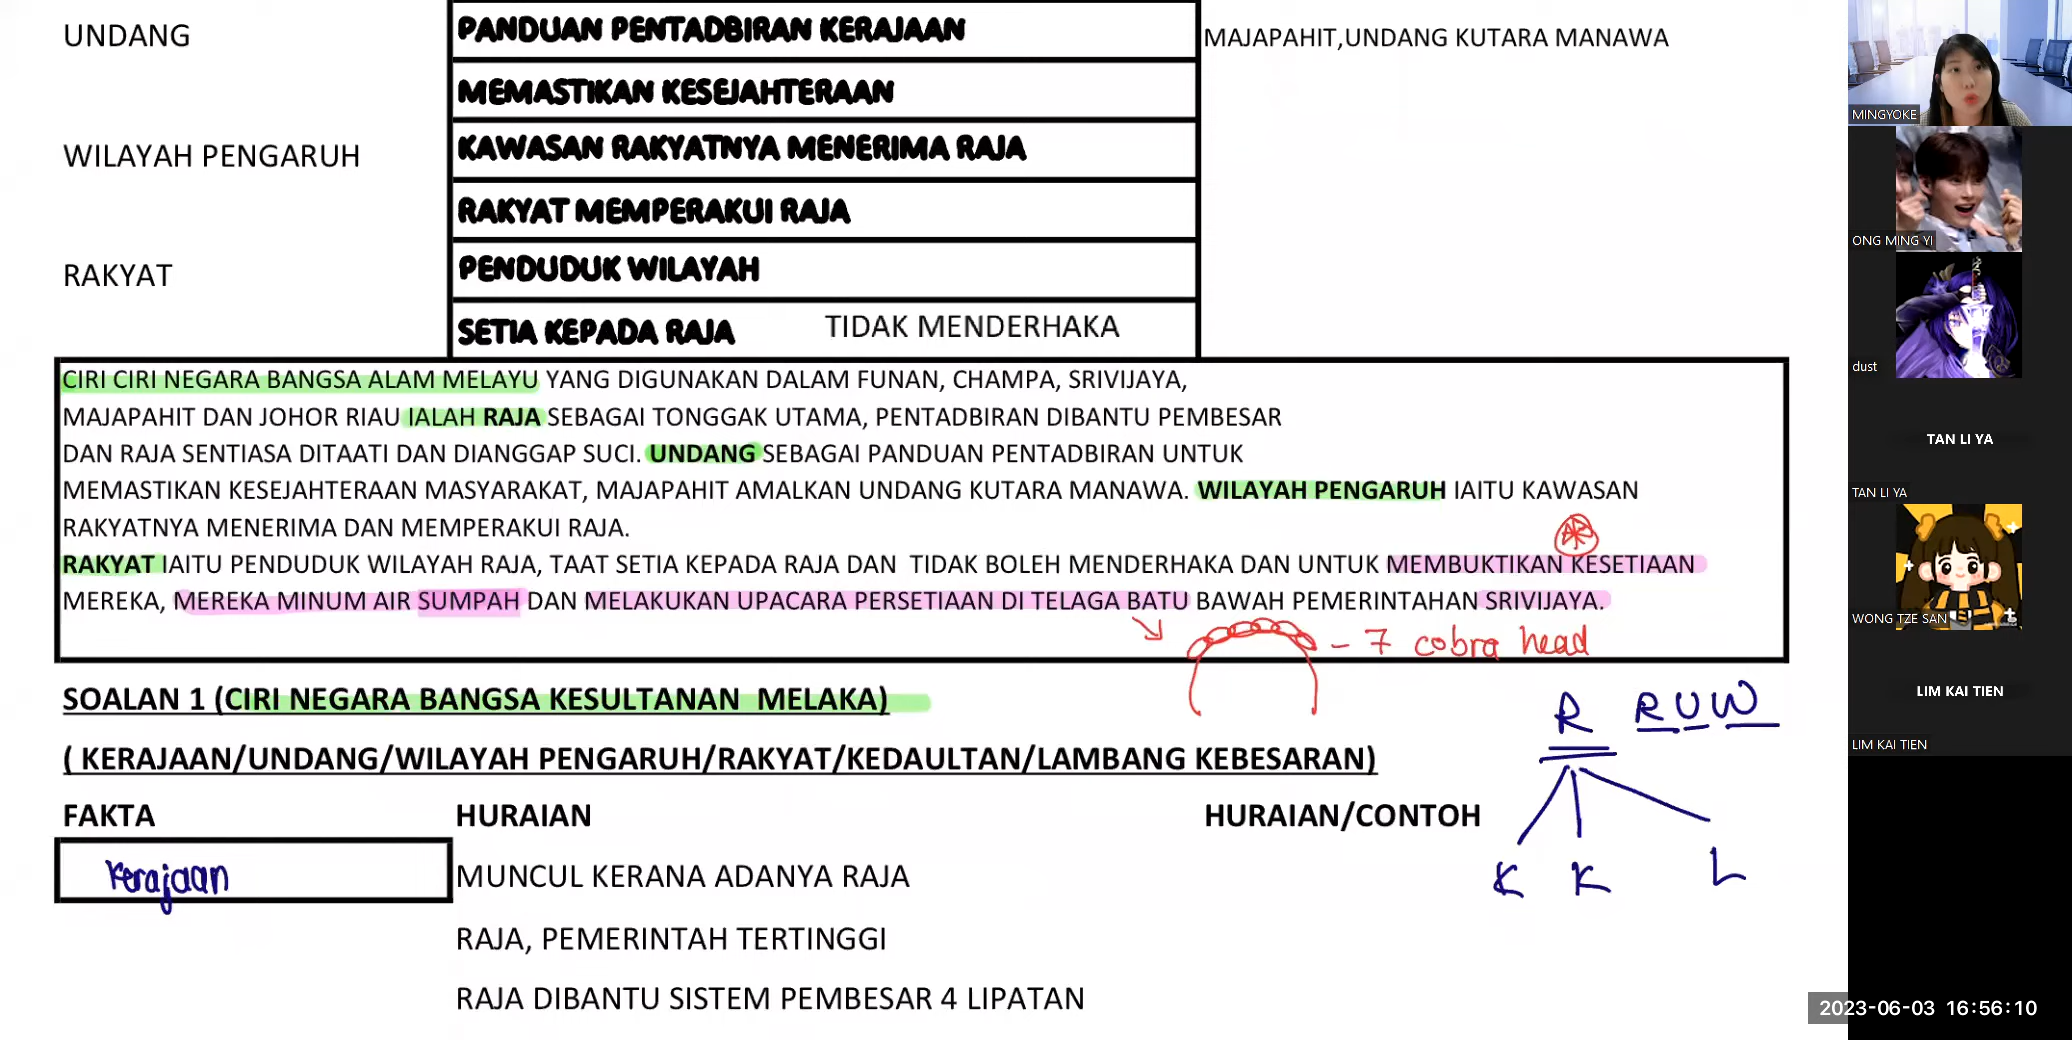 UNDANG
PANDUAN PENTADBIRAN KERAJAAN
MAJAPAHIT,UNDANG KUTARA MANAWA
MEMASTIKAN KESEJAHTERAAN
WILAYAH PENGARUH
KAWASAN RAKYATNYA MENERIMA RAJA
RAKYAT MEMPERAKUI RAJA
RAKYAT
PENDUDUK WILAYAH
SETIA KEPADA RAJA TIDAK MENDERHAKA
CIRI CIRI NEGARA BANGSA ALAM MELAYU YANG DIGUNAKAN DALAM FUNAN, CHAMPA, SRIVIJAYA,
MAJAPAHIT DAN JOHOR RIAU IALAH RAJA SEBAGAI TONGGAK UTAMA, PENTADBIRAN DIBANTU PEMBESAR
DAN RAJA SENTIASA DITAATI DAN DIANGGAP SUCI. UNDANG SEBAGAI PANDUAN PENTADBIRAN UNTUK
MEMASTIKAN KESEJAHTERAAN MASYARAKAT, MAJAPAHIT AMALKAN UNDANG KUTARA MANAWA. WILAYAH PENGARUH IAITU KAWASAN
RAKYATNYA MENERIMA DAN MEMPERAKUI RAJA.
RAKYAT IAITU PENDUDUK WILAYAH RAJA, TAAT SETIA KEPADA RAJA DAN TIDAK BOLEH MENDERHAKA DAN UNTUK MEMBUKTIKAN KESETIAAN
MEREKA, MEREKA MINUM AIR SUMPAH DAN MELAKUKAN UPACARA PERSETIAAN DI TELAGA BATU BAWAH PEMERINTAHAN SRIVIJAYA.
- 7 cobra head
SOALAN 1 (CIRI NEGARA BANGSA KESULTANAN MELAKA)
R RUW
( KERAJAAN/UNDANG/WILAYAH PENGARUH/RAKYAT/KEDAULTAN/LAMBANG KEBESARAN)
FAKTA
HURAIAN
HURAIAN/CONTOH
K K L
Kerajaan
MUNCUL KERANA ADANYA RAJA
RAJA, PEMERINTAH TERTINGGI
RAJA DIBANTU SISTEM PEMBESAR 4 LIPATAN
MINGYOKE
ONG MING YI
dust
TAN LI YA
TAN LI YA
WONG TZE SAN
LIM KAI TIEN
LIM KAI TIEN
2023-06-03 16:56:10